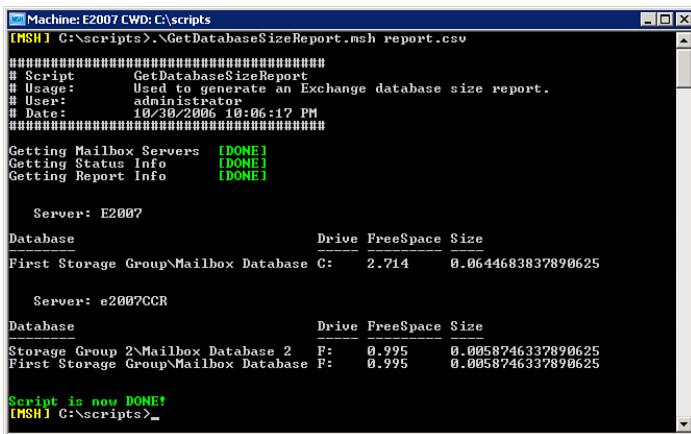 Machine: E2007 CWD: C:\scripts
[MSH] C:\scripts>.\GetDatabaseSizeReport.msh report.csv
######################################
# Script       GetDatabaseSizeReport
# Usage:       Used to generate an Exchange database size report.
# User:        administrator
# Date:        10/30/2006 10:06:17 PM
######################################
Getting Mailbox Servers  [DONE]
Getting Status Info      [DONE]
Getting Report Info      [DONE]
Server: E2007
Database                             Drive FreeSpace Size
--------                             ----- --------- ----
First Storage Group\Mailbox Database C:    2.714     0.0644683837890625
Server: e2007CCR
Database                             Drive FreeSpace Size
--------                             ----- --------- ----
Storage Group 2\Mailbox Database 2   F:    0.995     0.0058746337890625
First Storage Group\Mailbox Database F:    0.995     0.0058746337890625
Script is now DONE!
[MSH] C:\scripts>_